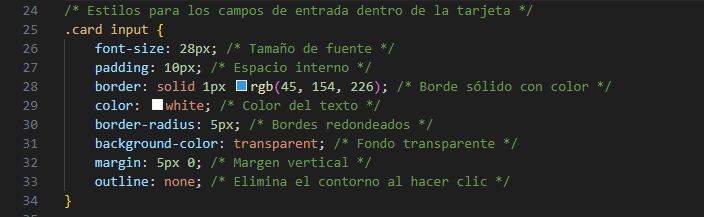 24 /* Estilos para los campos de entrada dentro de la tarjeta */
25 .card input {
26 font-size: 28px; /* Tamaño de fuente */
27 padding: 10px; /* Espacio interno */
28 border: solid 1px rgb(45, 154, 226); /* Borde sólido con color */
29 color: white; /* Color del texto */
30 border-radius: 5px; /* Bordes redondeados */
31 background-color: transparent; /* Fondo transparente */
32 margin: 5px 0; /* Margen vertical */
33 outline: none; /* Elimina el contorno al hacer clic */
34 }